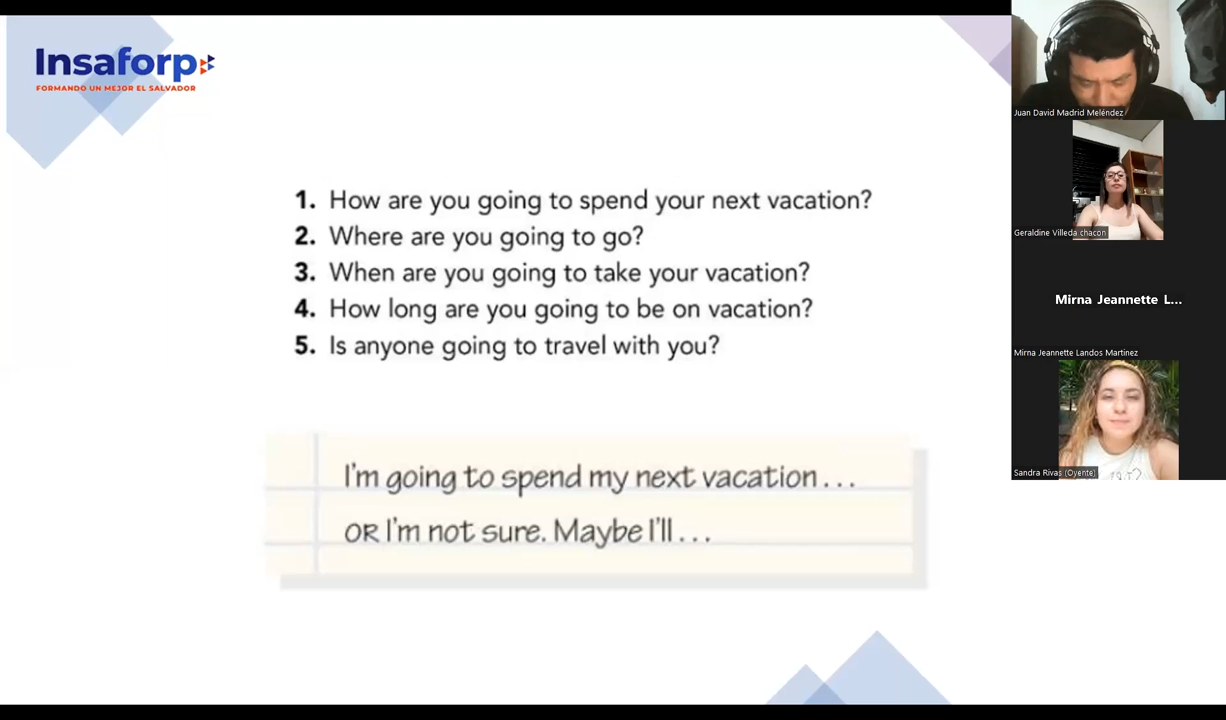 Insaforp
FORMANDO UN MEJOR EL SALVADOR
1. How are you going to spend your next vacation?
2. Where are you going to go?
3. When are you going to take your vacation?
4. How long are you going to be on vacation?
5. Is anyone going to travel with you?
I'm going to spend my next vacation...
OR I'm not sure. Maybe I'll...
Juan David Madrid Meléndez
Geraldine Villeda chacon
Mirna Jeannette L...
Mirna Jeannette Landos Martinez
Sandra Rivas (Oyente)